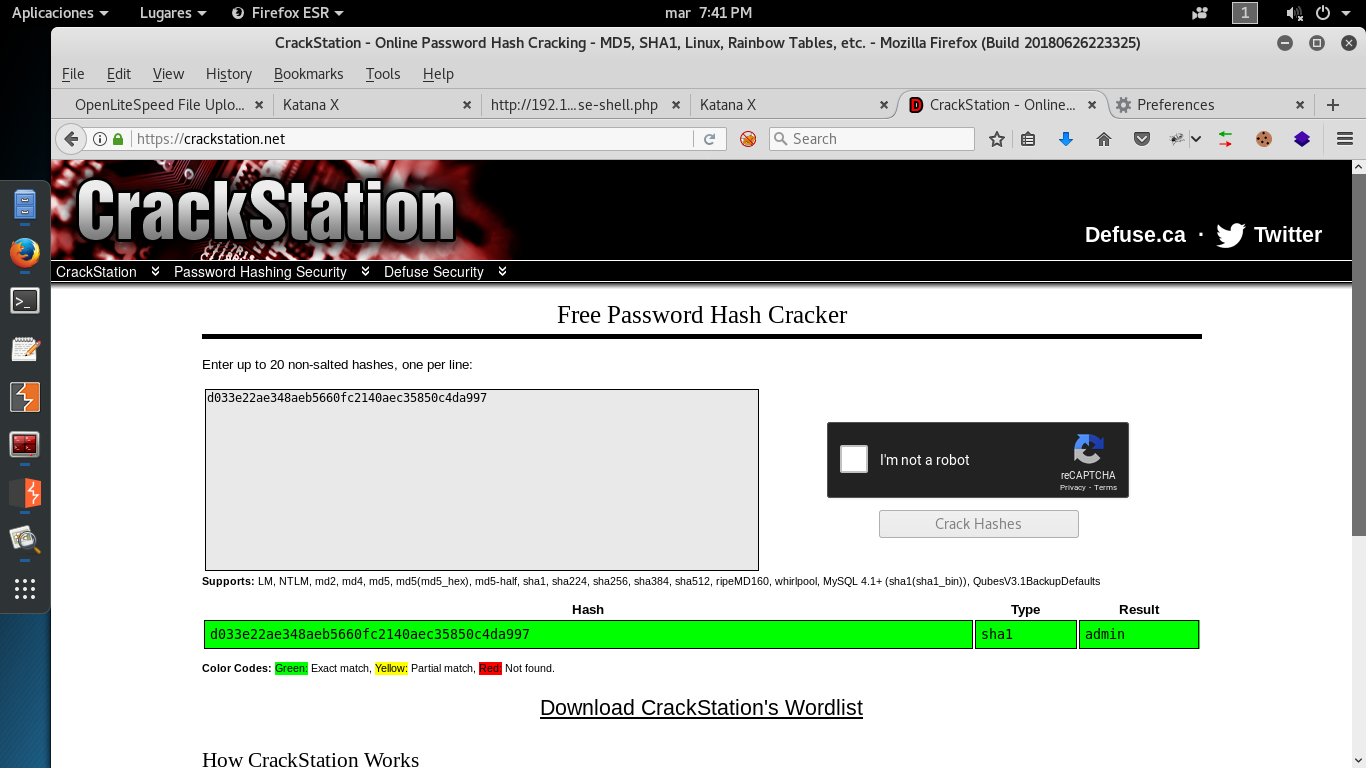 Aplicaciones Lugares Firefox ESR mar 7:41 PM 1
CrackStation - Online Password Hash Cracking - MD5, SHA1, Linux, Rainbow Tables, etc. - Mozilla Firefox (Build 20180626223325)
File Edit View History Bookmarks Tools Help
OpenLiteSpeed File Uplo... Katana X http://192.1...se-shell.php Katana X CrackStation - Online... Preferences
https://crackstation.net Search
CrackStation
Defuse.ca · Twitter
CrackStation Password Hashing Security Defuse Security
Free Password Hash Cracker
Enter up to 20 non-salted hashes, one per line:
d033e22ae348aeb5660fc2140aec35850c4da997
I'm not a robot
reCAPTCHA
Privacy - Terms
Crack Hashes
Supports: LM, NTLM, md2, md4, md5, md5(md5_hex), md5-half, sha1, sha224, sha256, sha384, sha512, ripeMD160, whirlpool, MySQL 4.1+ (sha1(sha1_bin)), QubesV3.1BackupDefaults
Hash Type Result
d033e22ae348aeb5660fc2140aec35850c4da997 sha1 admin
Color Codes: Green: Exact match, Yellow: Partial match, Red: Not found.
Download CrackStation's Wordlist
How CrackStation Works